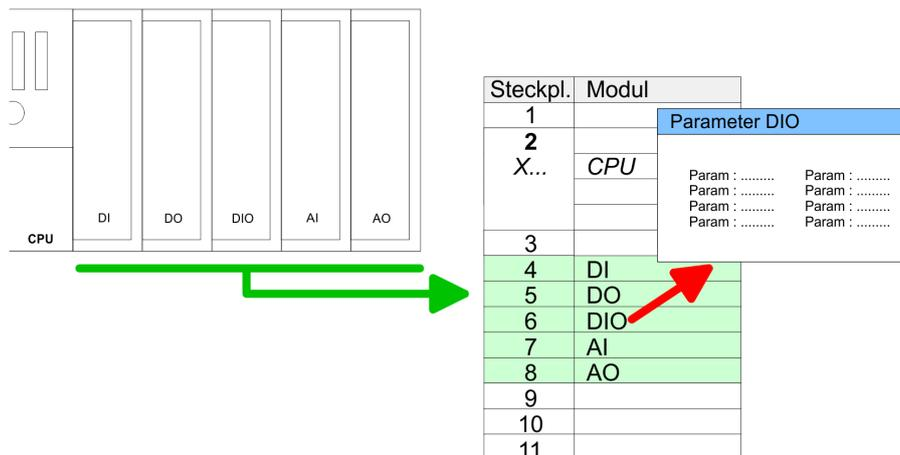 DI DO DIO AI AO
CPU
Steckpl. Modul
1
2
X... CPU
3
4 DI
5 DO
6 DIO
7 AI
8 AO
9
10
11
Parameter DIO
Param : ......... Param : .........
Param : ......... Param : .........
Param : ......... Param : .........
Param : ......... Param : .........